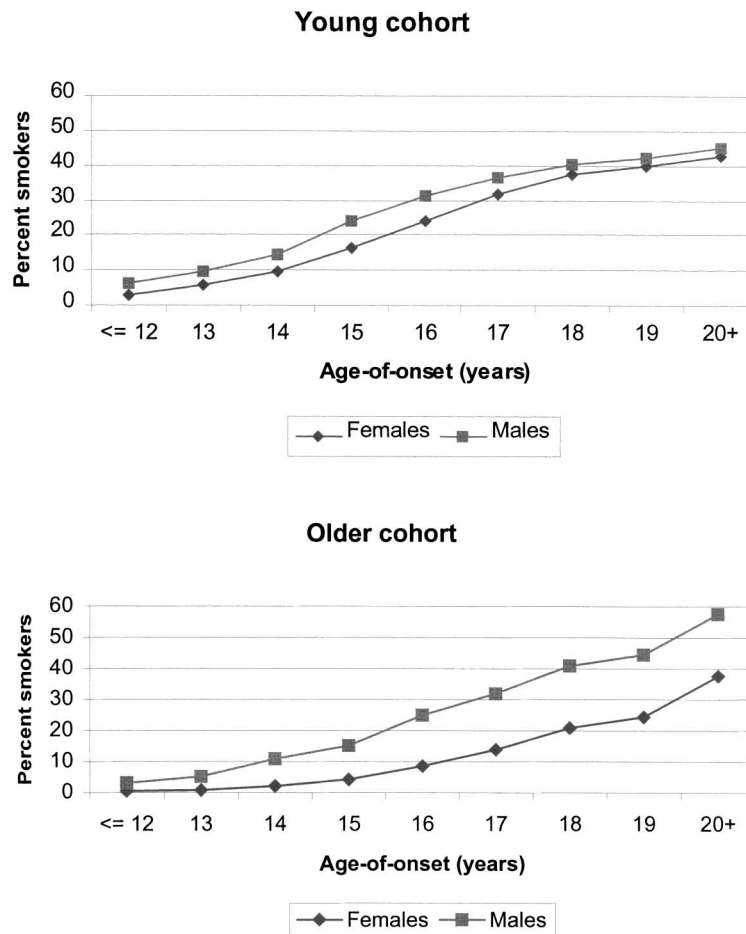 Young cohort
60
50
40
30
20
10
0
Percent smokers
<= 12 13 14 15 16 17 18 19 20+
Age-of-onset (years)
Females Males
Older cohort
60
50
40
30
20
10
0
Percent smokers
<= 12 13 14 15 16 17 18 19 20+
Age-of-onset (years)
Females Males